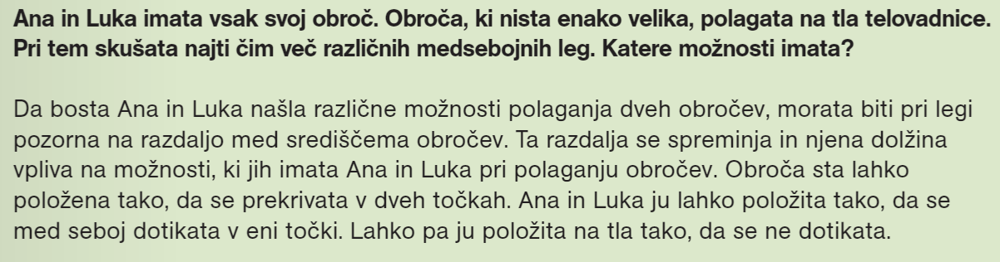 Ana in Luka imata vsak svoj obroč. Obroča, ki nista enako velika, polagata na tla telovadnice.
Pri tem skušata najti čim več različnih medsebojnih leg. Katere možnosti imata?
Da bosta Ana in Luka našla različne možnosti polaganja dveh obročev, morata biti pri legi
pozorna na razdaljo med središčema obročev. Ta razdalja se spreminja in njena dolžina
vpliva na možnosti, ki jih imata Ana in Luka pri polaganju obročev. Obroča sta lahko
položena tako, da se prekrivata v dveh točkah. Ana in Luka ju lahko položita tako, da se
med seboj dotikata v eni točki. Lahko pa ju položita na tla tako, da se ne dotikata.